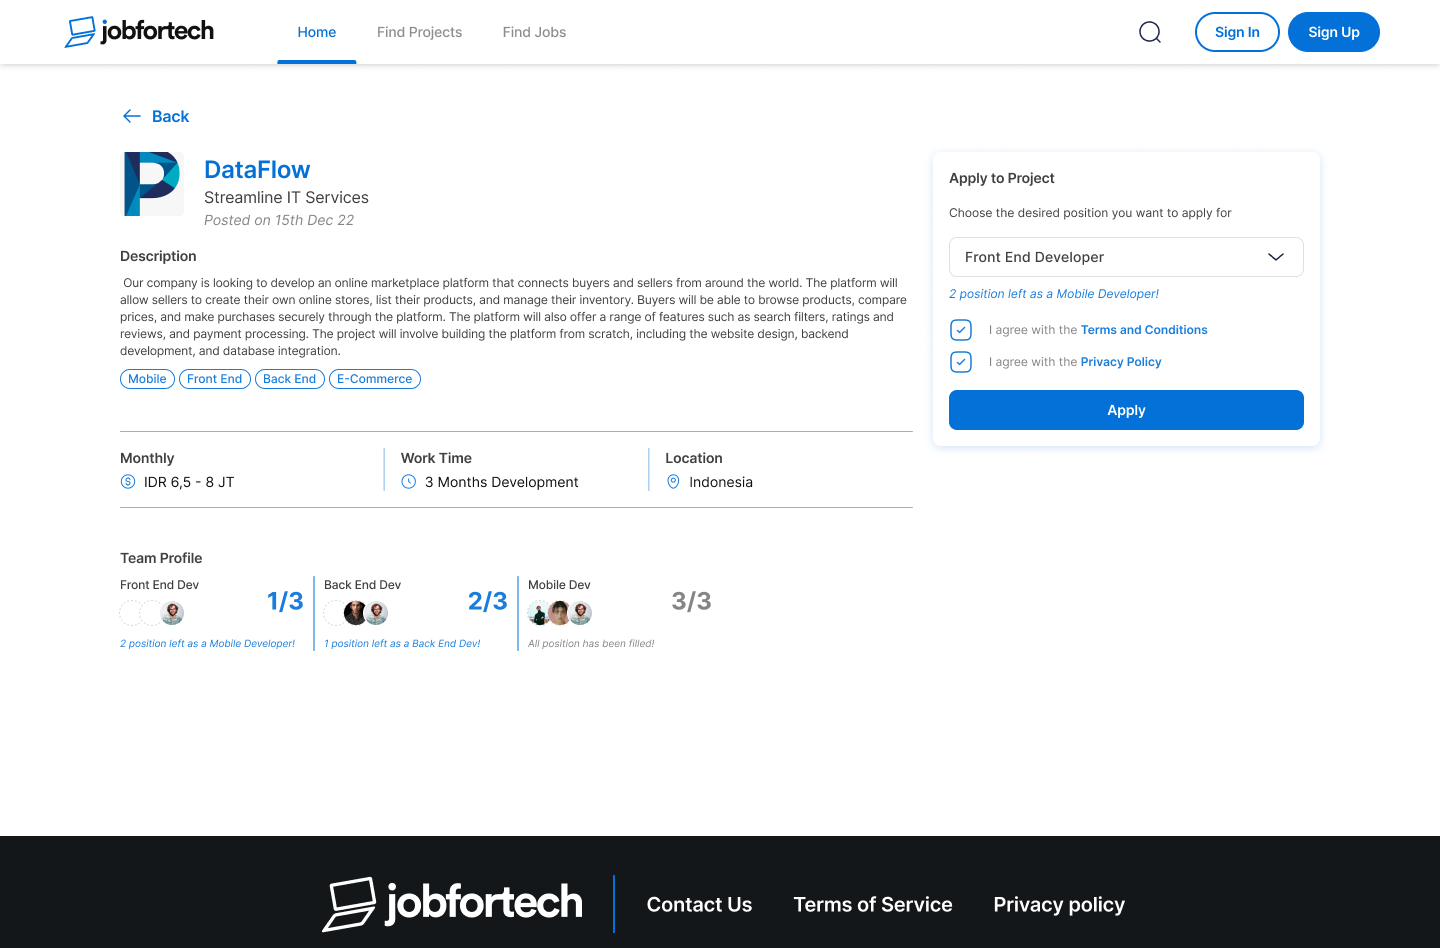 jobfortech
Home
Find Projects
Find Jobs
Sign In
Sign Up
Back
DataFlow
Streamline IT Services
Posted on 15th Dec 22
Description
Our company is looking to develop an online marketplace platform that connects buyers and sellers from around the world. The platform will
allow sellers to create their own online stores, list their products, and manage their inventory. Buyers will be able to browse products, compare
prices, and make purchases securely through the platform. The platform will also offer a range of features such as search filters, ratings and
reviews, and payment processing. The project will involve building the platform from scratch, including the website design, backend
development, and database integration.
Mobile
Front End
Back End
E-Commerce
Monthly
IDR 6,5 - 8 JT
Work Time
3 Months Development
Location
Indonesia
Team Profile
Front End Dev
1/3
2 position left as a Mobile Developer!
Back End Dev
2/3
1 position left as a Back End Dev!
Mobile Dev
3/3
All position has been filled!
Apply to Project
Choose the desired position you want to apply for
Front End Developer
2 position left as a Mobile Developer!
I agree with the Terms and Conditions
I agree with the Privacy Policy
Apply
jobfortech
Contact Us
Terms of Service
Privacy policy